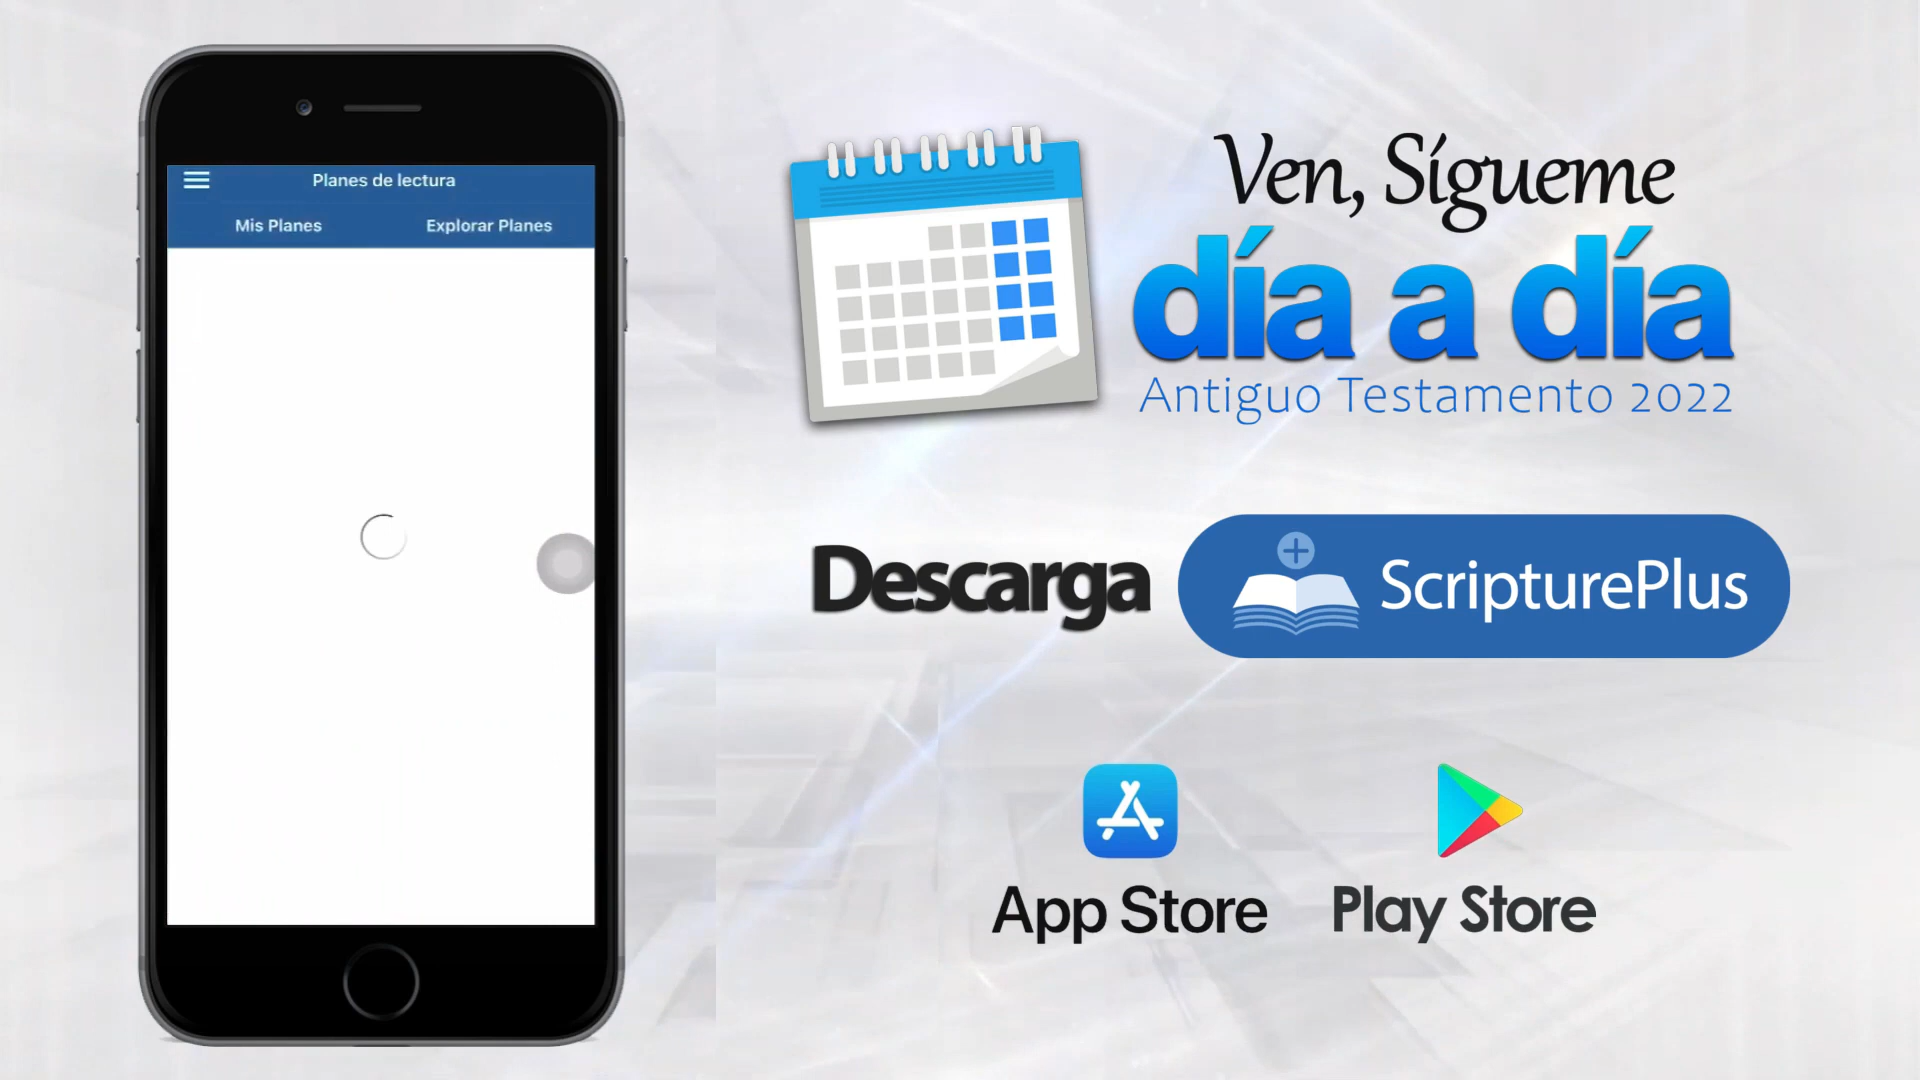 Planes de lectura
Mis Planes
Explorar Planes
Ven, Sígueme
día a día
Antiguo Testamento 2022
Descarga
ScripturePlus
App Store
Play Store